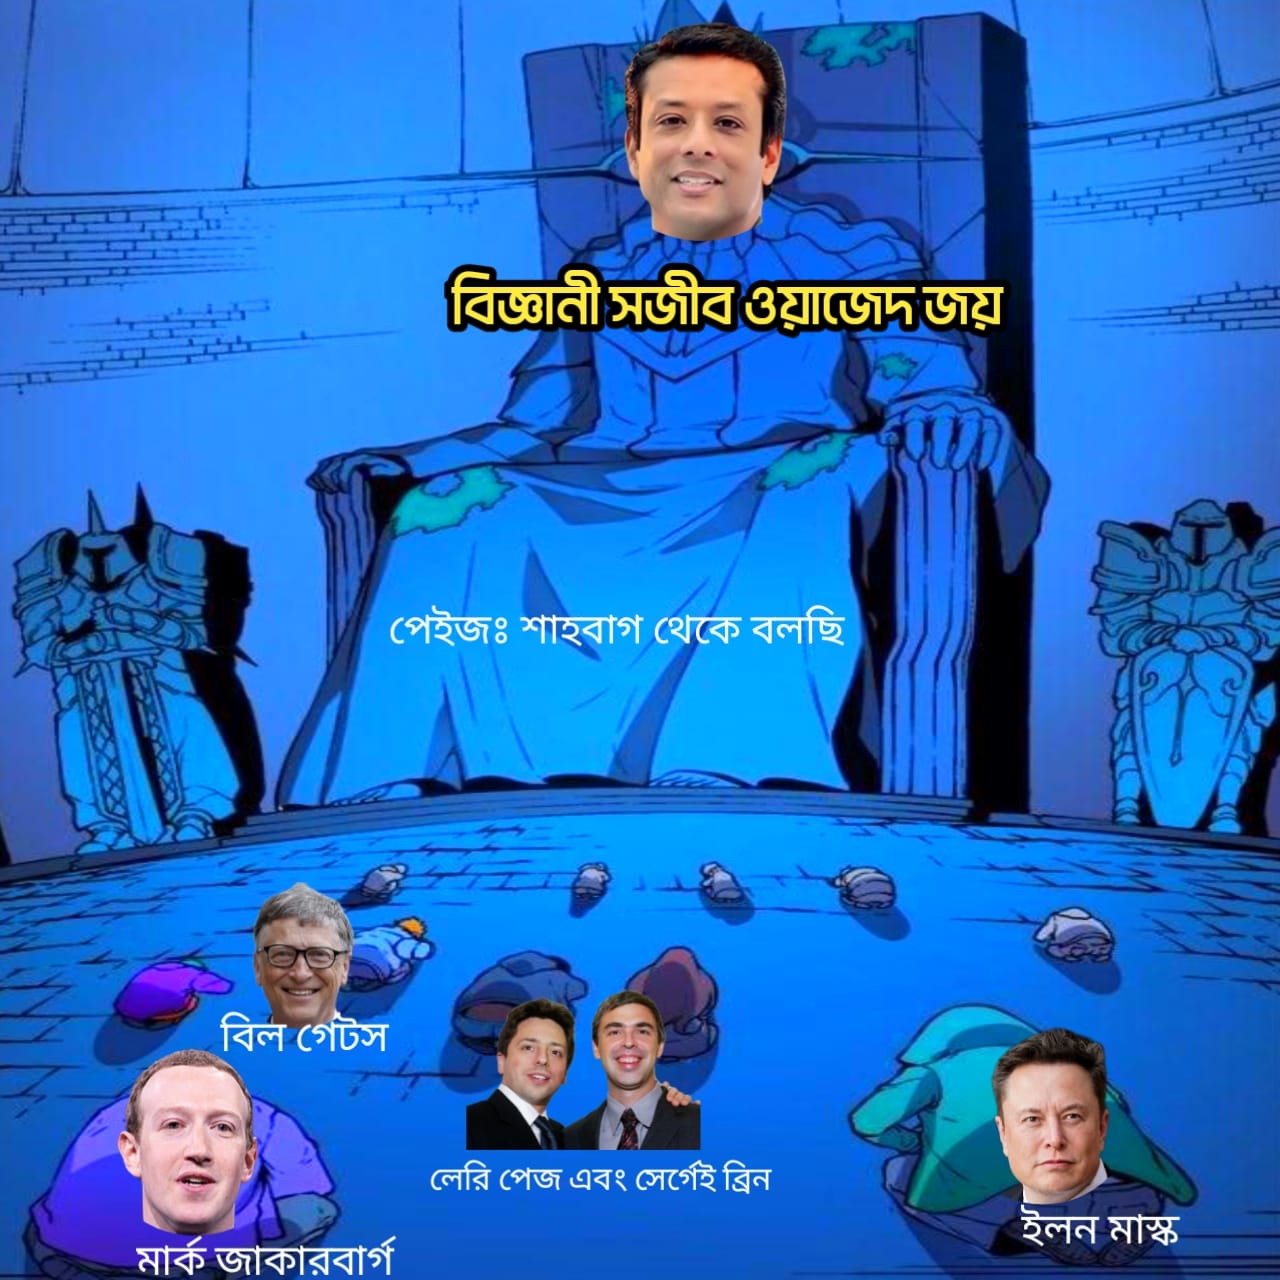 বিজ্ঞানী সজীব ওয়াজেদ জয়
পেইজঃ শাহবাগ থেকে বলছি
বিল গেটস
লেরি পেজ এবং সের্গেই ব্রিন
ইলন মাস্ক
মার্ক জাকারবার্গ